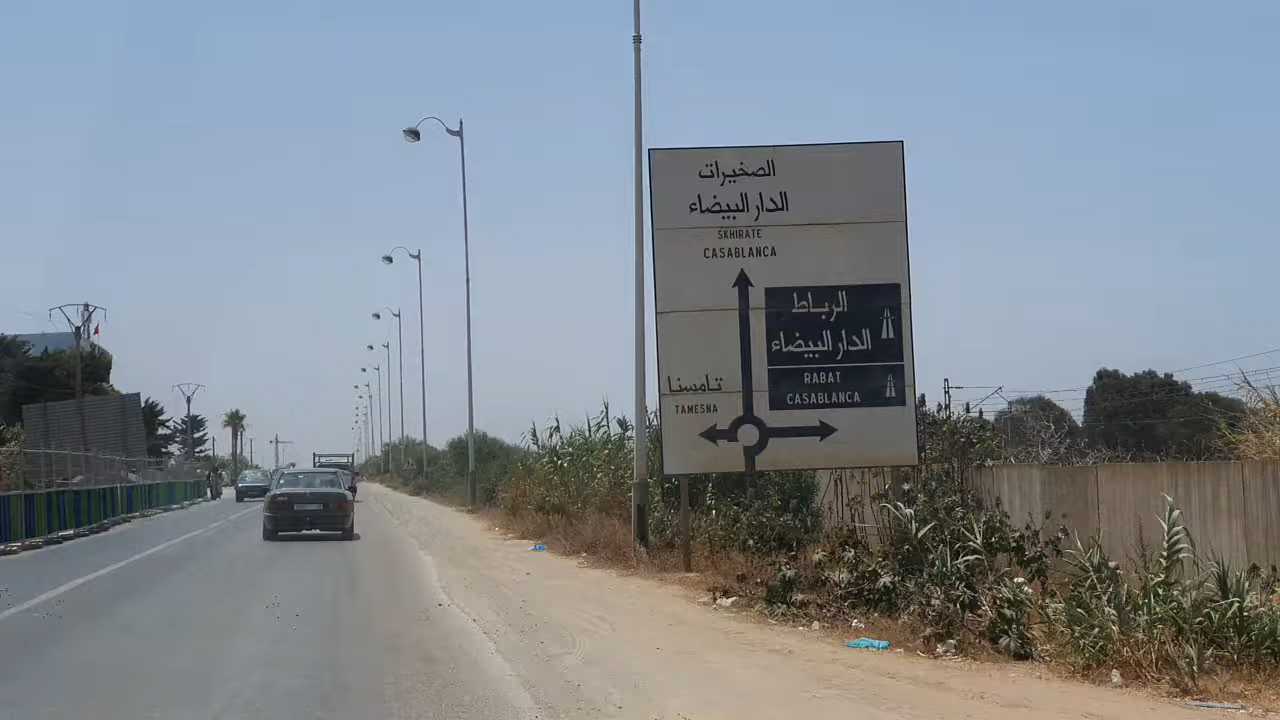 الصخيرات
الدار البيضاء
SKHIRATE
CASABLANCA
الرباط
الدار البيضاء
RABAT
CASABLANCA
تامسنا
TAMESNA